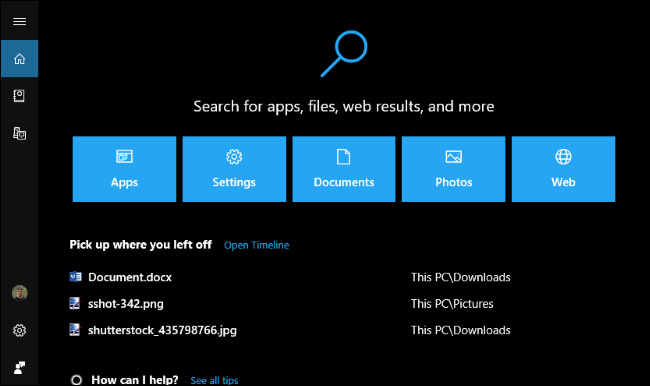 Search for apps, files, web results, and more
Apps Settings Documents Photos Web
Pick up where you left off Open Timeline
Document.docx This PC\Downloads
sshot-342.png This PC\Pictures
shutterstock_435798766.jpg This PC\Downloads
How can I help? See all tips